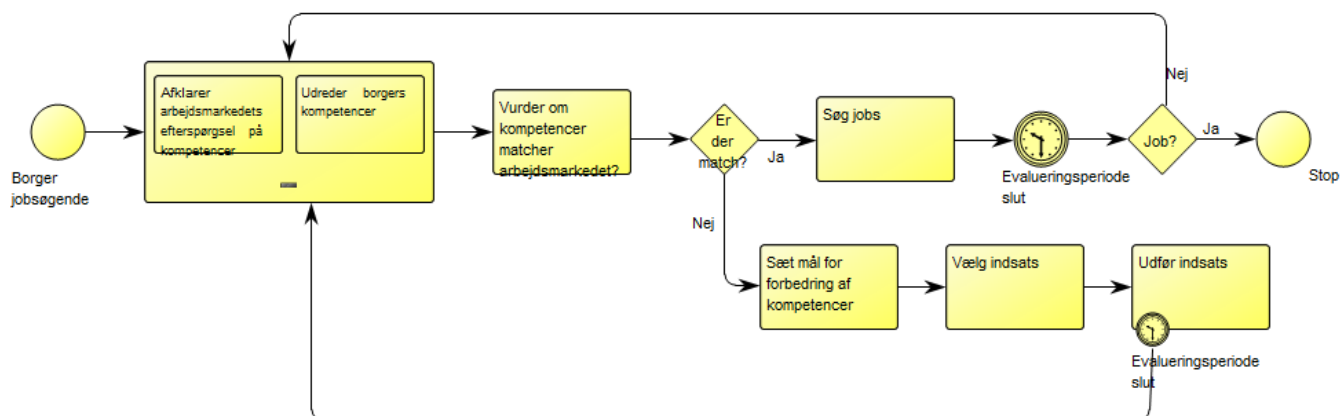 Borger
jobsøgende
Afklarer
arbejdsmarkedets
efterspørgsel på
kompetencer
Udreder borgers
kompetencer
Vurder om
kompetencer
matcher
arbejdsmarkedet?
Er
der
match?
Ja
Nej
Søg jobs
Evalueringsperiode
slut
Job?
Nej
Ja
Stop
Sæt mål for
forbedring af
kompetencer
Vælg indsats
Udfør indsats
Evalueringsperiode
slut